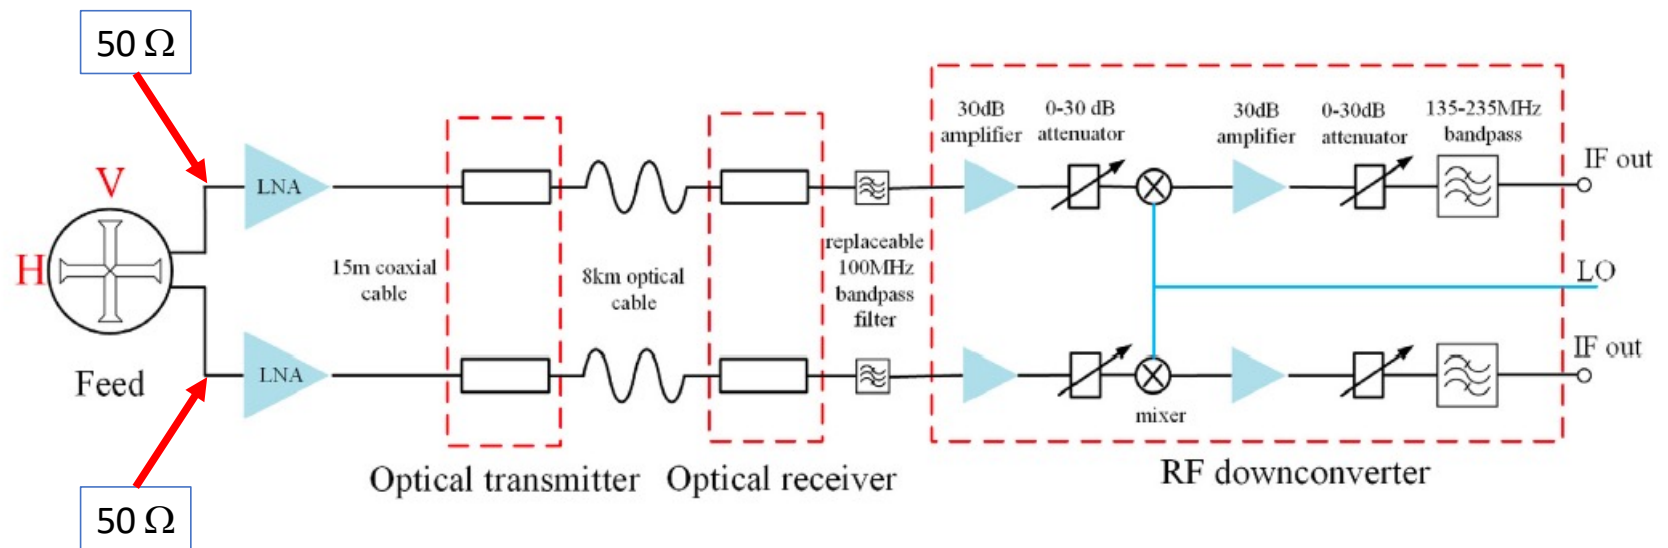 50 Ω
V
H
Feed
50 Ω
LNA
LNA
15m coaxial
cable
Optical transmitter
8km optical
cable
Optical receiver
replaceable
100MHz
bandpass
filter
30dB
amplifier
0-30 dB
attenuator
30dB
amplifier
0-30dB
attenuator
135-235MHz
bandpass
IF out
LO
IF out
mixer
RF downconverter